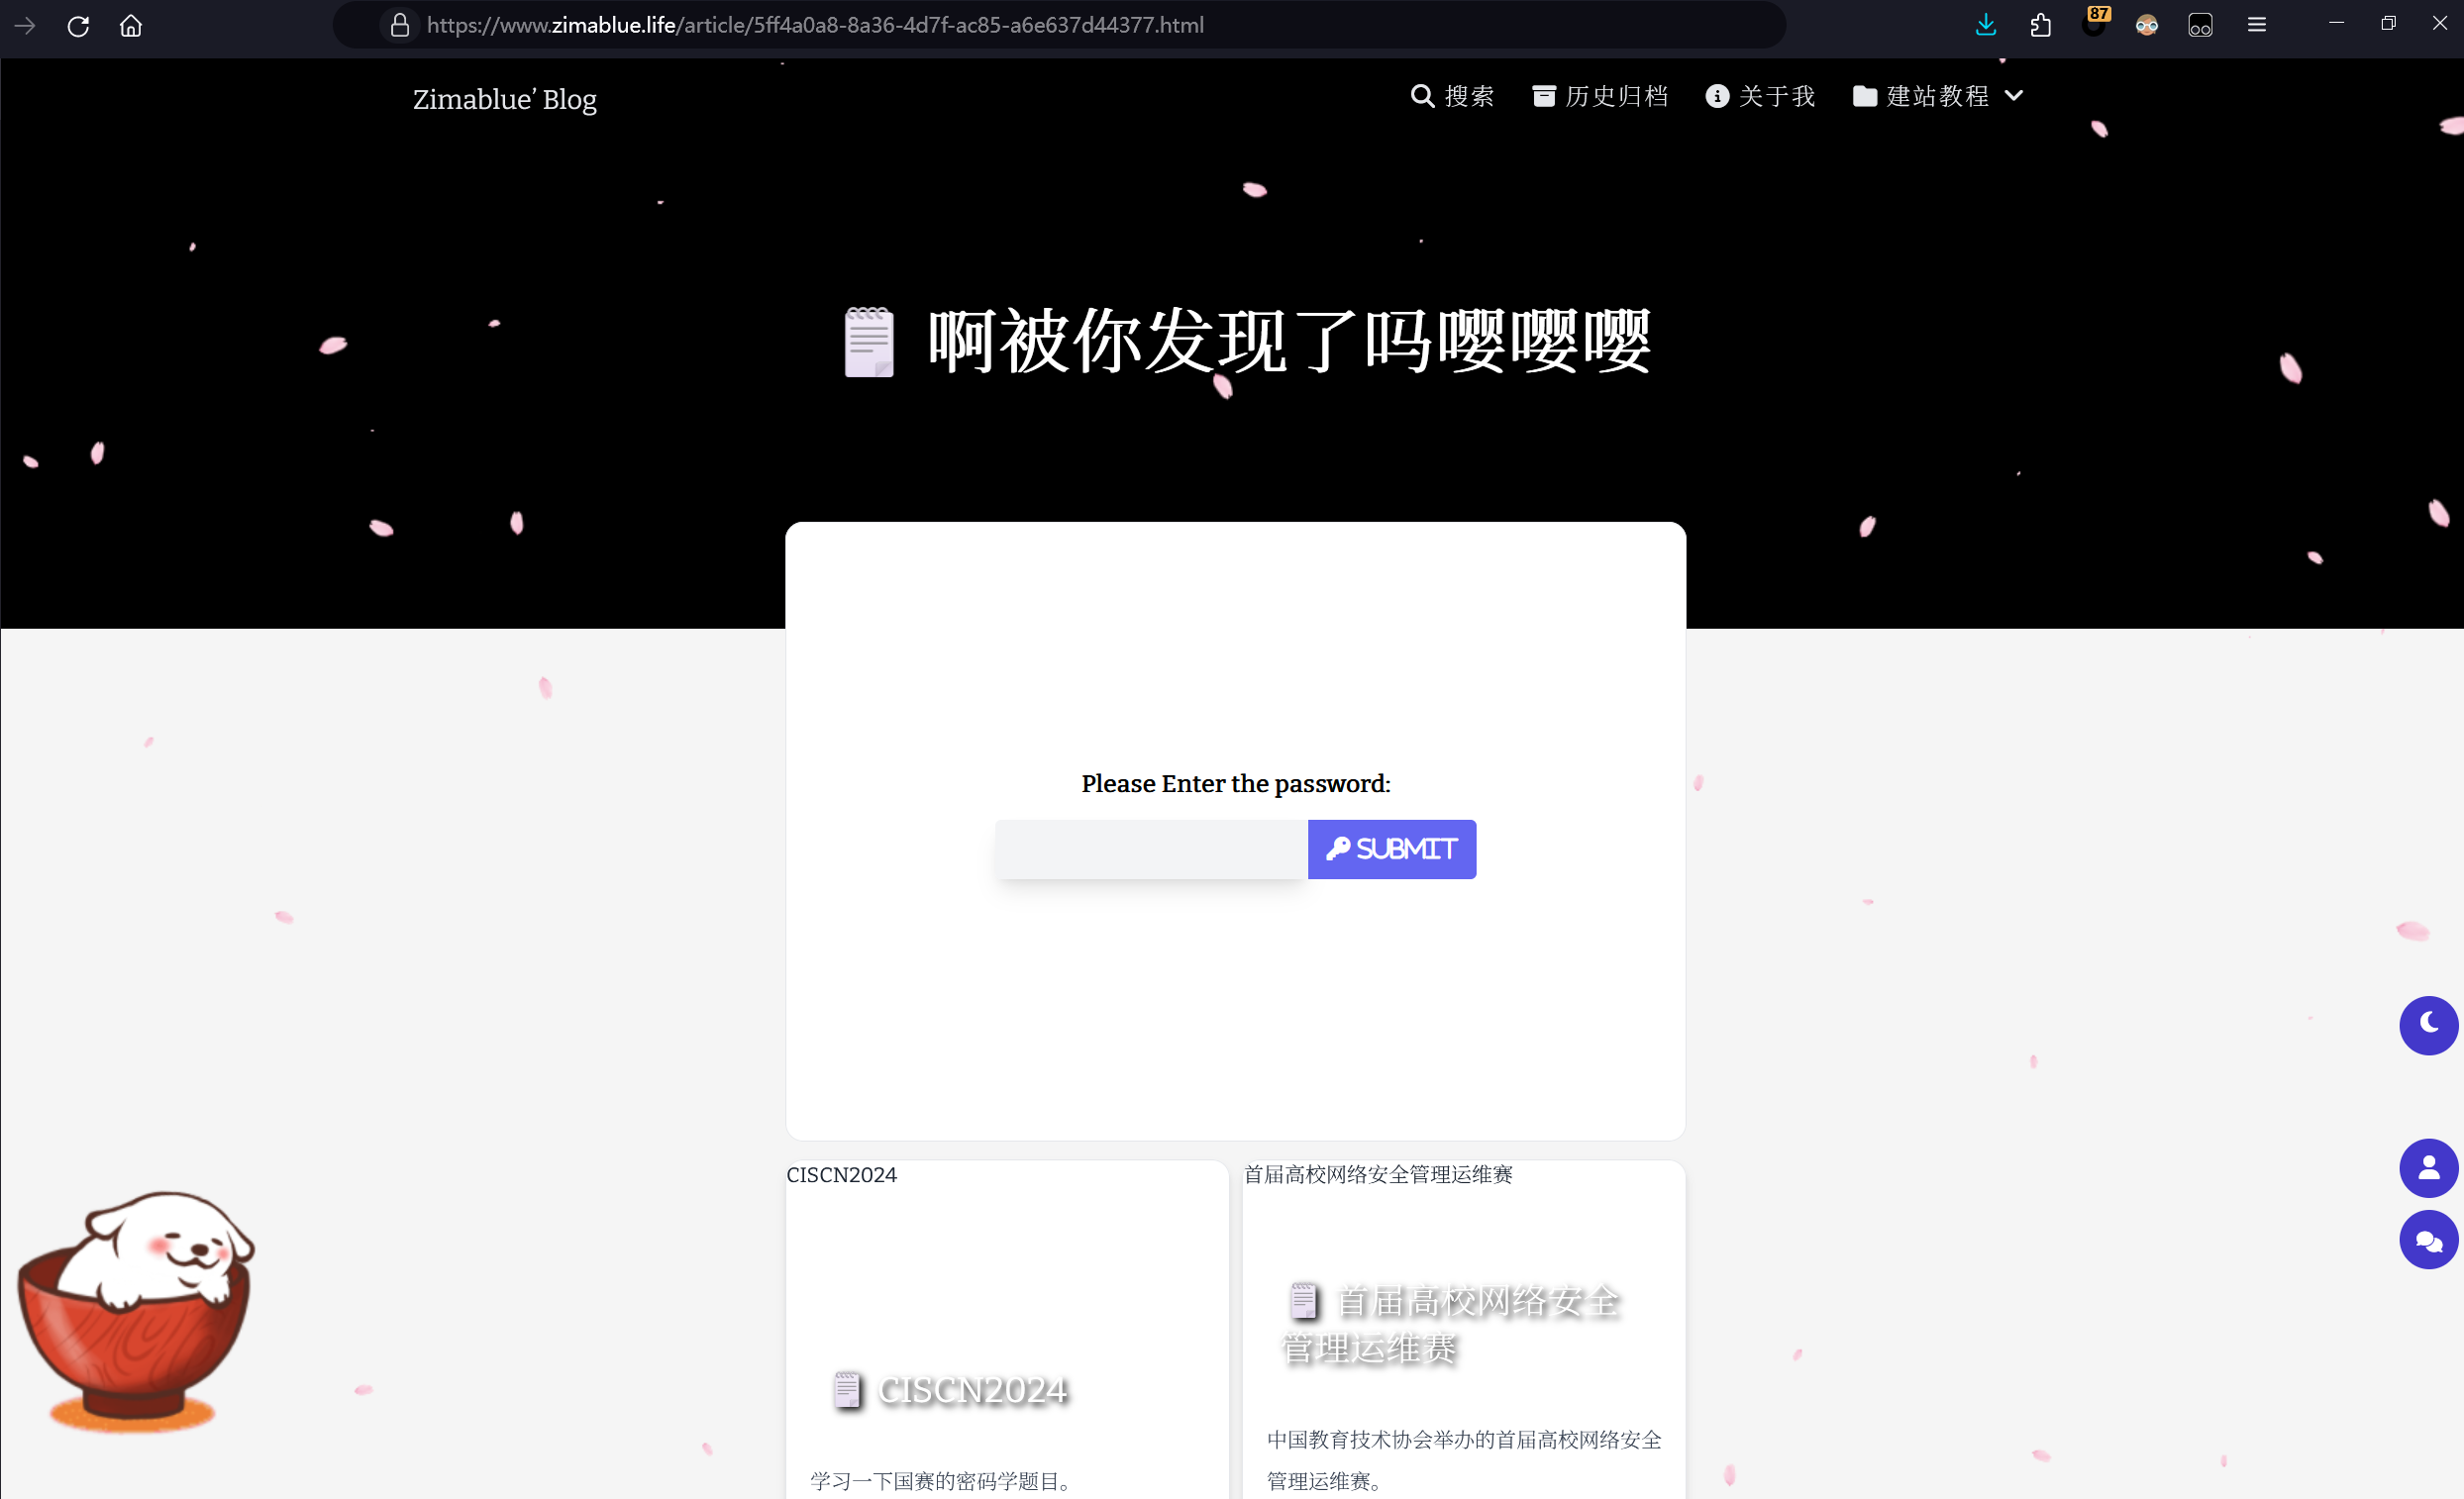 https://www.zimablue.life/article/5ff4a0a8-8a36-4d7f-ac85-a6e637d44377.html
87
Zimablue’ Blog
搜索
历史归档
关于我
建站教程
啊被你发现了吗嘤嘤嘤
Please Enter the password:
SUBMIT
CISCN2024
首届高校网络安全管理运维赛
首届高校网络安全
管理运维赛
CISCN2024
中国教育技术协会举办的首届高校网络安全
管理运维赛。
学习一下国赛的密码学题目。